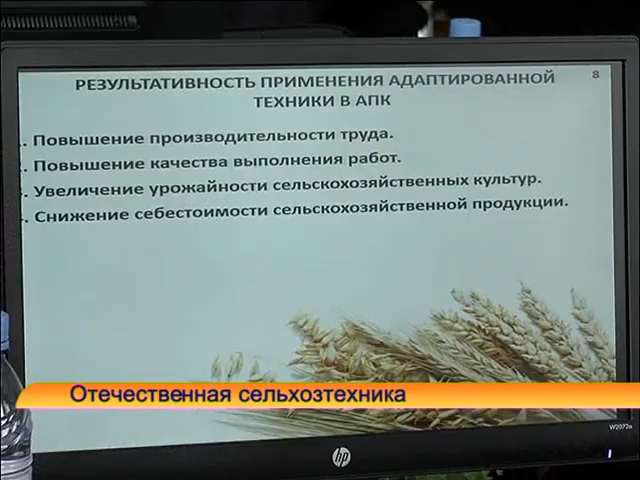 РЕЗУЛЬТАТИВНОСТЬ ПРИМЕНЕНИЯ АДАПТИРОВАННОЙ
ТЕХНИКИ В АПК
8
. Повышение производительности труда.
. Повышение качества выполнения работ.
. Увеличение урожайности сельскохозяйственных культур.
. Снижение себестоимости сельскохозяйственной продукции.
Отечественная сельхозтехника
W2072a
hp